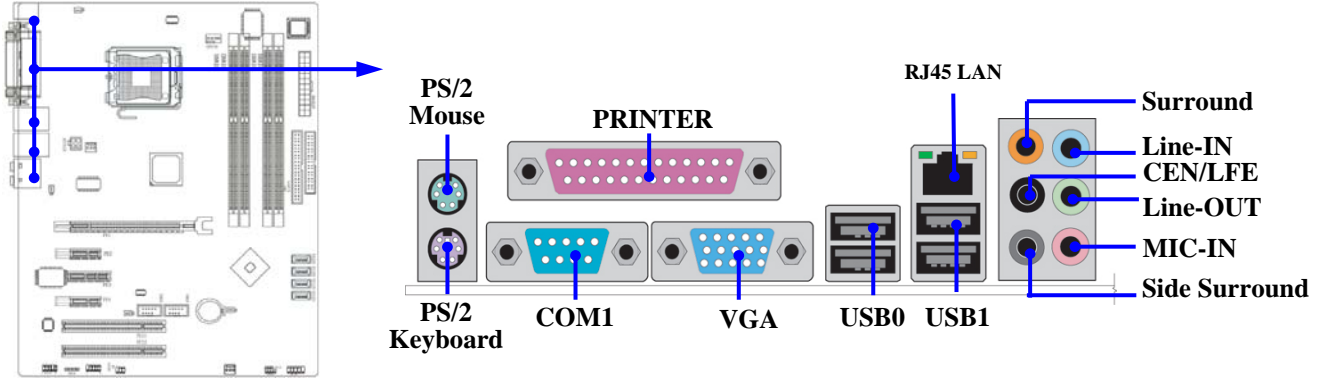 PS/2
Mouse
PRINTER
RJ45 LAN
Surround
Line-IN
CEN/LFE
Line-OUT
MIC-IN
Side Surround
PS/2
Keyboard
COM1
VGA
USB0
USB1